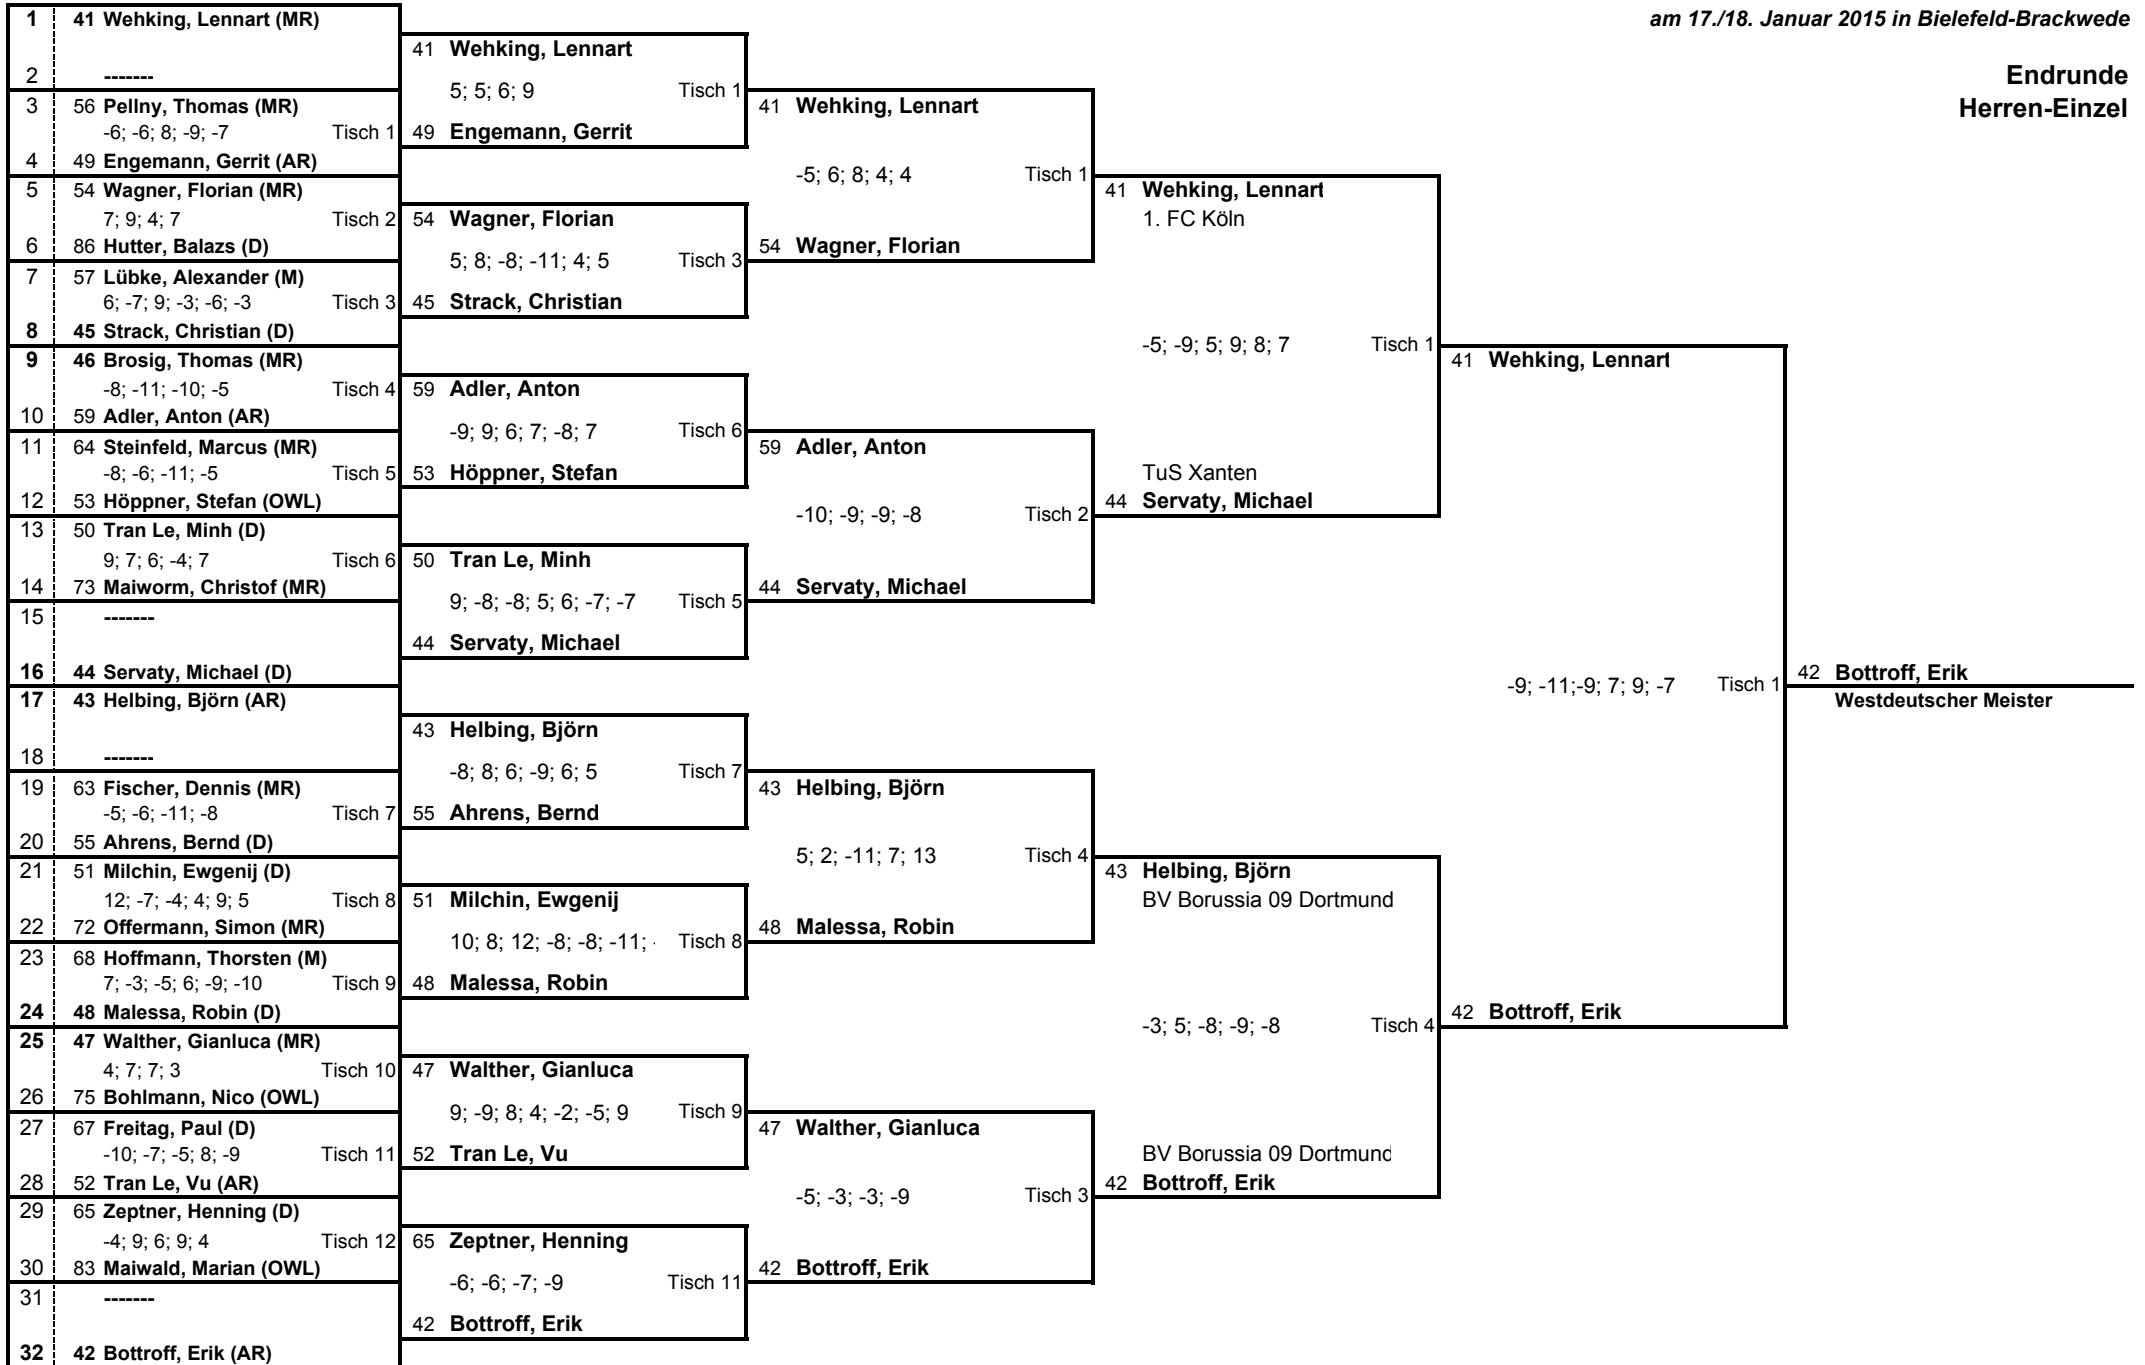 am 17./18. Januar 2015 in Bielefeld-Brackwede
Endrunde
Herren-Einzel
1 41 Wehking, Lennart (MR)
2 -------
3 56 Pellny, Thomas (MR)
-6; -6; 8; -9; -7 Tisch 1
4 49 Engemann, Gerrit (AR)
5 54 Wagner, Florian (MR)
7; 9; 4; 7 Tisch 2
6 86 Hutter, Balazs (D)
7 57 Lübke, Alexander (M)
6; -7; 9; -3; -6; -3 Tisch 3
8 45 Strack, Christian (D)
9 46 Brosig, Thomas (MR)
-8; -11; -10; -5 Tisch 4
10 59 Adler, Anton (AR)
11 64 Steinfeld, Marcus (MR)
-8; -6; -11; -5 Tisch 5
12 53 Höppner, Stefan (OWL)
13 50 Tran Le, Minh (D)
9; 7; 6; -4; 7 Tisch 6
14 73 Maiworm, Christof (MR)
15 -------
16 44 Servaty, Michael (D)
17 43 Helbing, Björn (AR)
18 -------
19 63 Fischer, Dennis (MR)
-5; -6; -11; -8 Tisch 7
20 55 Ahrens, Bernd (D)
21 51 Milchin, Ewgenij (D)
12; -7; -4; 4; 9; 5 Tisch 8
22 72 Offermann, Simon (MR)
23 68 Hoffmann, Thorsten (M)
7; -3; -5; 6; -9; -10 Tisch 9
24 48 Malessa, Robin (D)
25 47 Walther, Gianluca (MR)
4; 7; 7; 3 Tisch 10
26 75 Bohlmann, Nico (OWL)
27 67 Freitag, Paul (D)
-10; -7; -5; 8; -9 Tisch 11
28 52 Tran Le, Vu (AR)
29 65 Zeptner, Henning (D)
-4; 9; 6; 9; 4 Tisch 12
30 83 Maiwald, Marian (OWL)
31 -------
32 42 Bottroff, Erik (AR)
41 Wehking, Lennart
5; 5; 6; 9 Tisch 1
49 Engemann, Gerrit
54 Wagner, Florian
5; 8; -8; -11; 4; 5 Tisch 3
45 Strack, Christian
59 Adler, Anton
-9; 9; 6; 7; -8; 7 Tisch 6
53 Höppner, Stefan
50 Tran Le, Minh
9; -8; -8; 5; 6; -7; -7 Tisch 5
44 Servaty, Michael
43 Helbing, Björn
-8; 8; 6; -9; 6; 5 Tisch 7
55 Ahrens, Bernd
51 Milchin, Ewgenij
10; 8; 12; -8; -8; -11; Tisch 8
48 Malessa, Robin
47 Walther, Gianluca
9; -9; 8; 4; -2; -5; 9 Tisch 9
52 Tran Le, Vu
65 Zeptner, Henning
-6; -6; -7; -9 Tisch 11
42 Bottroff, Erik
41 Wehking, Lennart
-5; 6; 8; 4; 4 Tisch 1
54 Wagner, Florian
59 Adler, Anton
-10; -9; -9; -8 Tisch 2
44 Servaty, Michael
43 Helbing, Björn
5; 2; -11; 7; 13 Tisch 4
48 Malessa, Robin
47 Walther, Gianluca
-5; -3; -3; -9 Tisch 3
42 Bottroff, Erik
41 Wehking, Lennart
1. FC Köln
-5; -9; 5; 9; 8; 7 Tisch 1
TuS Xanten
44 Servaty, Michael
43 Helbing, Björn
BV Borussia 09 Dortmund
-3; 5; -8; -9; -8 Tisch 4
BV Borussia 09 Dortmund
42 Bottroff, Erik
41 Wehking, Lennart
-9; -11;-9; 7; 9; -7 Tisch 1
42 Bottroff, Erik
42 Bottroff, Erik
Westdeutscher Meister